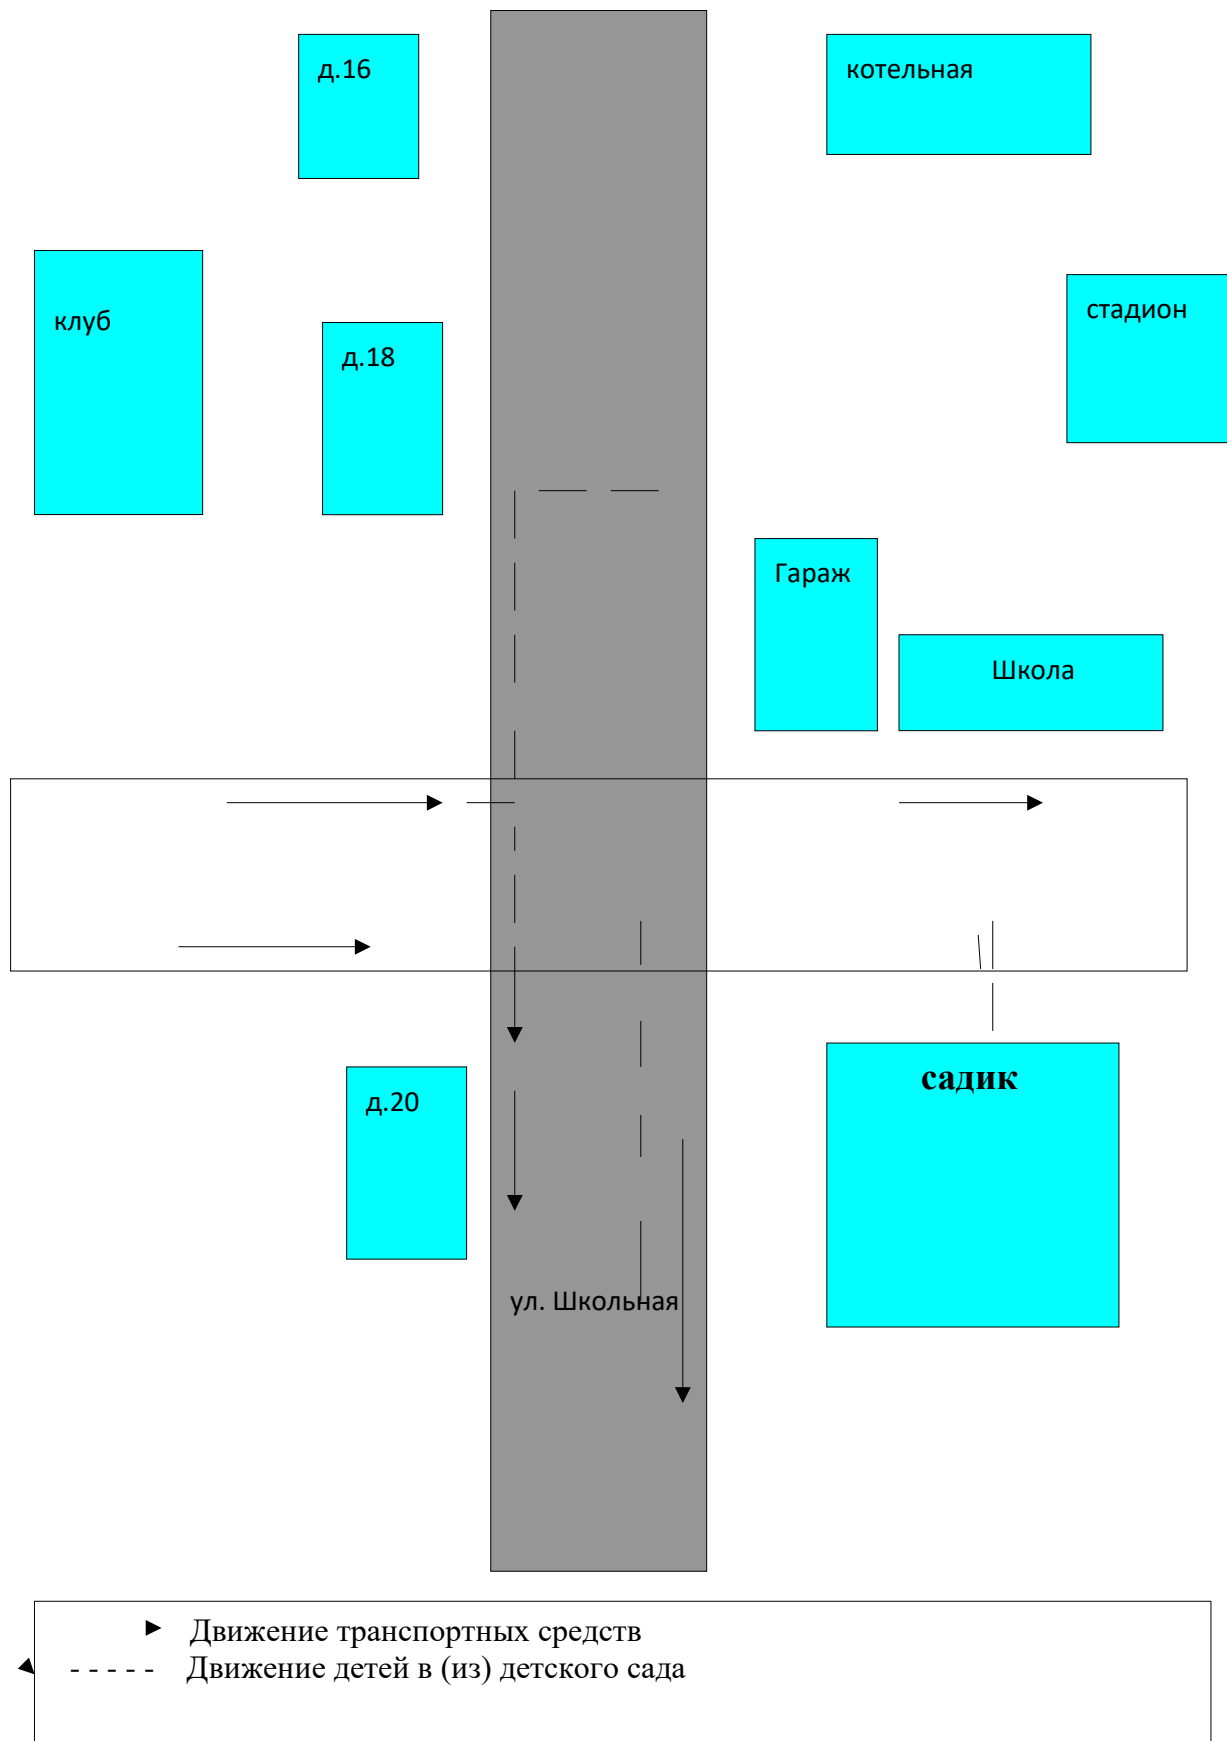 д.16
котельная
клуб
стадион
д.18
Гараж
Школа
садик
д.20
ул. Школьная
Движение транспортных средств
- - - - - Движение детей в (из) детского сада